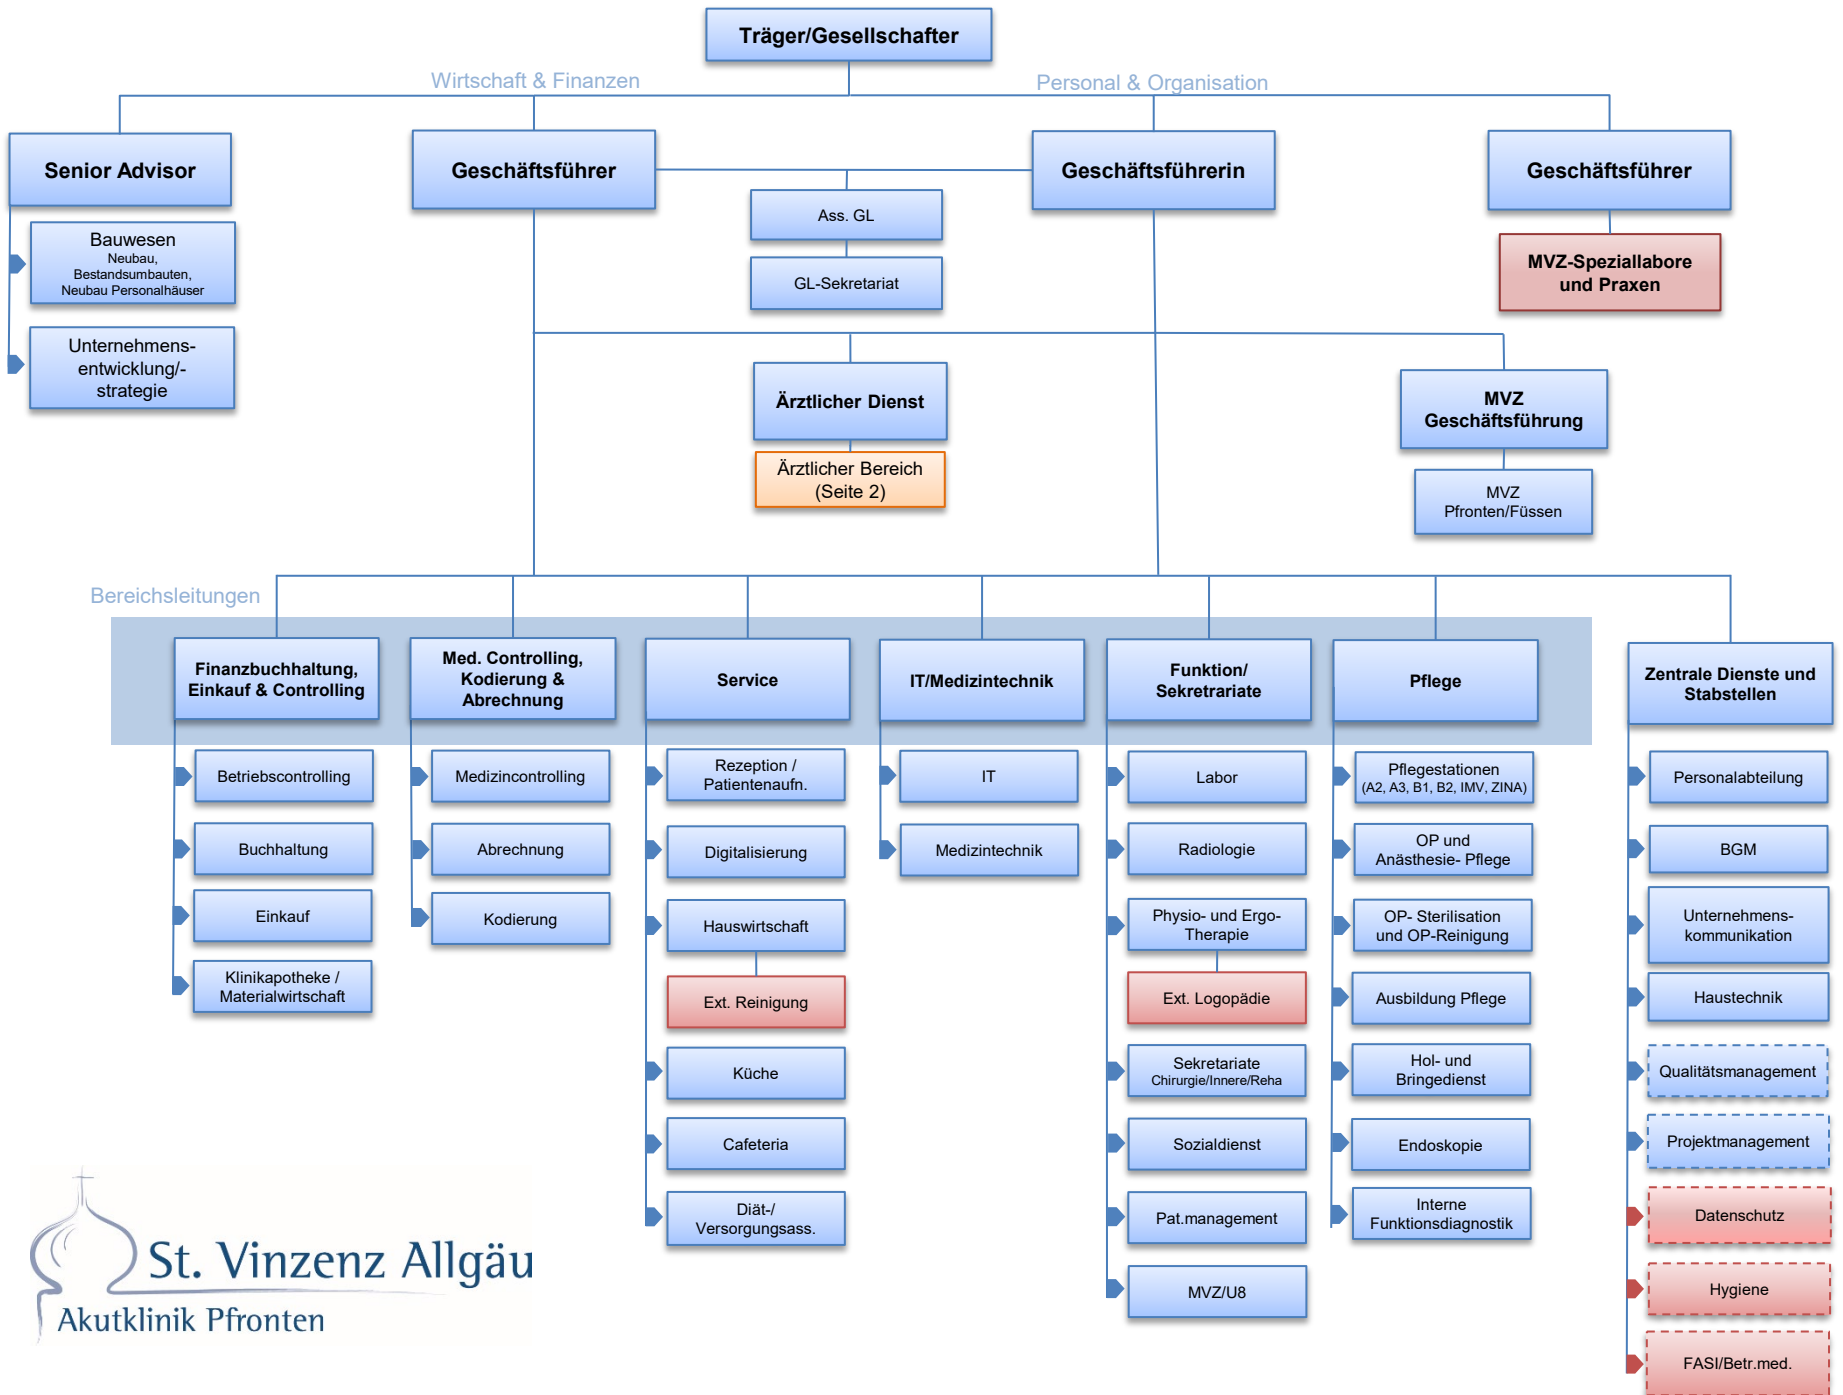 Träger/Gesellschafter
Wirtschaft & Finanzen
Personal & Organisation
Senior Advisor
Geschäftsführer
Geschäftsführerin
Geschäftsführer
Bauwesen
Neubau,
Bestandsumbauten,
Neubau Personalhäuser
Unternehmens-
entwicklung/-
strategie
Ass. GL
GL-Sekretariat
MVZ-Speziallabore
und Praxen
Ärztlicher Dienst
Ärztlicher Bereich
(Seite 2)
MVZ
Geschäftsführung
MVZ
Pfronten/Füssen
Bereichsleitungen
Finanzbuchhaltung,
Einkauf & Controlling
Betriebscontrolling
Buchhaltung
Einkauf
Klinikapotheke /
Materialwirtschaft
Med. Controlling,
Kodierung &
Abrechnung
Medizincontrolling
Abrechnung
Kodierung
Service
Rezeption /
Patientenaufn.
Digitalisierung
Hauswirtschaft
Ext. Reinigung
Küche
Cafeteria
Diät-/
Versorgungsass.
IT/Medizintechnik
IT
Medizintechnik
Funktion/
Sekretrariate
Labor
Radiologie
Physio- und Ergo-
Therapie
Ext. Logopädie
Sekretariate
Chirurgie/Innere/Reha
Sozialdienst
Pat.management
MVZ/U8
Pflege
Pflegestationen
(A2, A3, B1, B2, IMV, ZINA)
OP und
Anästhesie- Pflege
OP- Sterilisation
und OP-Reinigung
Ausbildung Pflege
Hol- und
Bringedienst
Endoskopie
Interne
Funktionsdiagnostik
Zentrale Dienste und
Stabstellen
Personalabteilung
BGM
Unternehmens-
kommunikation
Haustechnik
Qualitätsmanagement
Projektmanagement
Datenschutz
Hygiene
FASI/Betr.med.
St. Vinzenz Allgäu
Akutklinik Pfronten